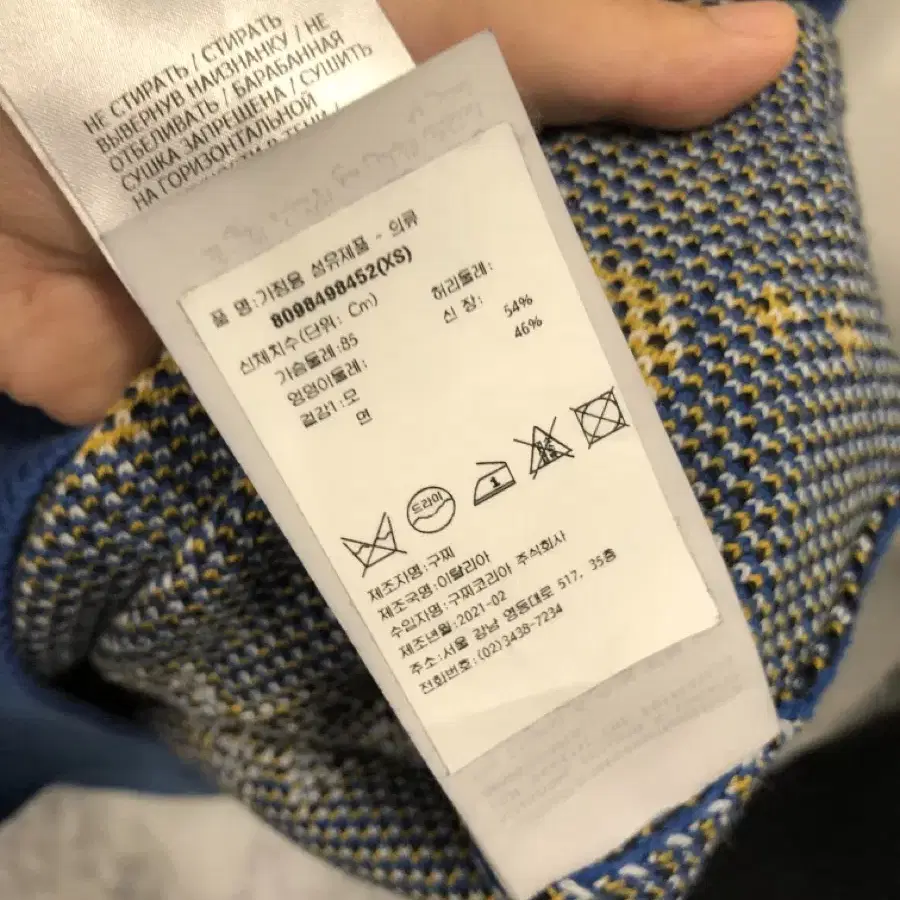 НЕ СТИРАТЬ / СТИРАТЬ
ВЫВЕРНУВ НАИЗНАНКУ / НЕ
ОТБЕЛИВАТЬ / БАРАБАННАЯ
СУШКА ЗАПРЕЩЕНА / СУШИТЬ
НА ГОРИЗОНТАЛЬНОЙ
품 명:가정용 섬유제품 - 의류
8098498452(XS)
신체치수(단위: Cm)
가슴둘레:85 허리둘레:
엉덩이둘레: 신 장:
겉감1:모 54%
면 46%
드라이
1
제조자명:구찌
제조국명:이탈리아
수입자명:구찌코리아 주식회사
제조년월:2021-02
주소:서울 강남 영동대로 517, 35층
전화번호:(02)3438-7234